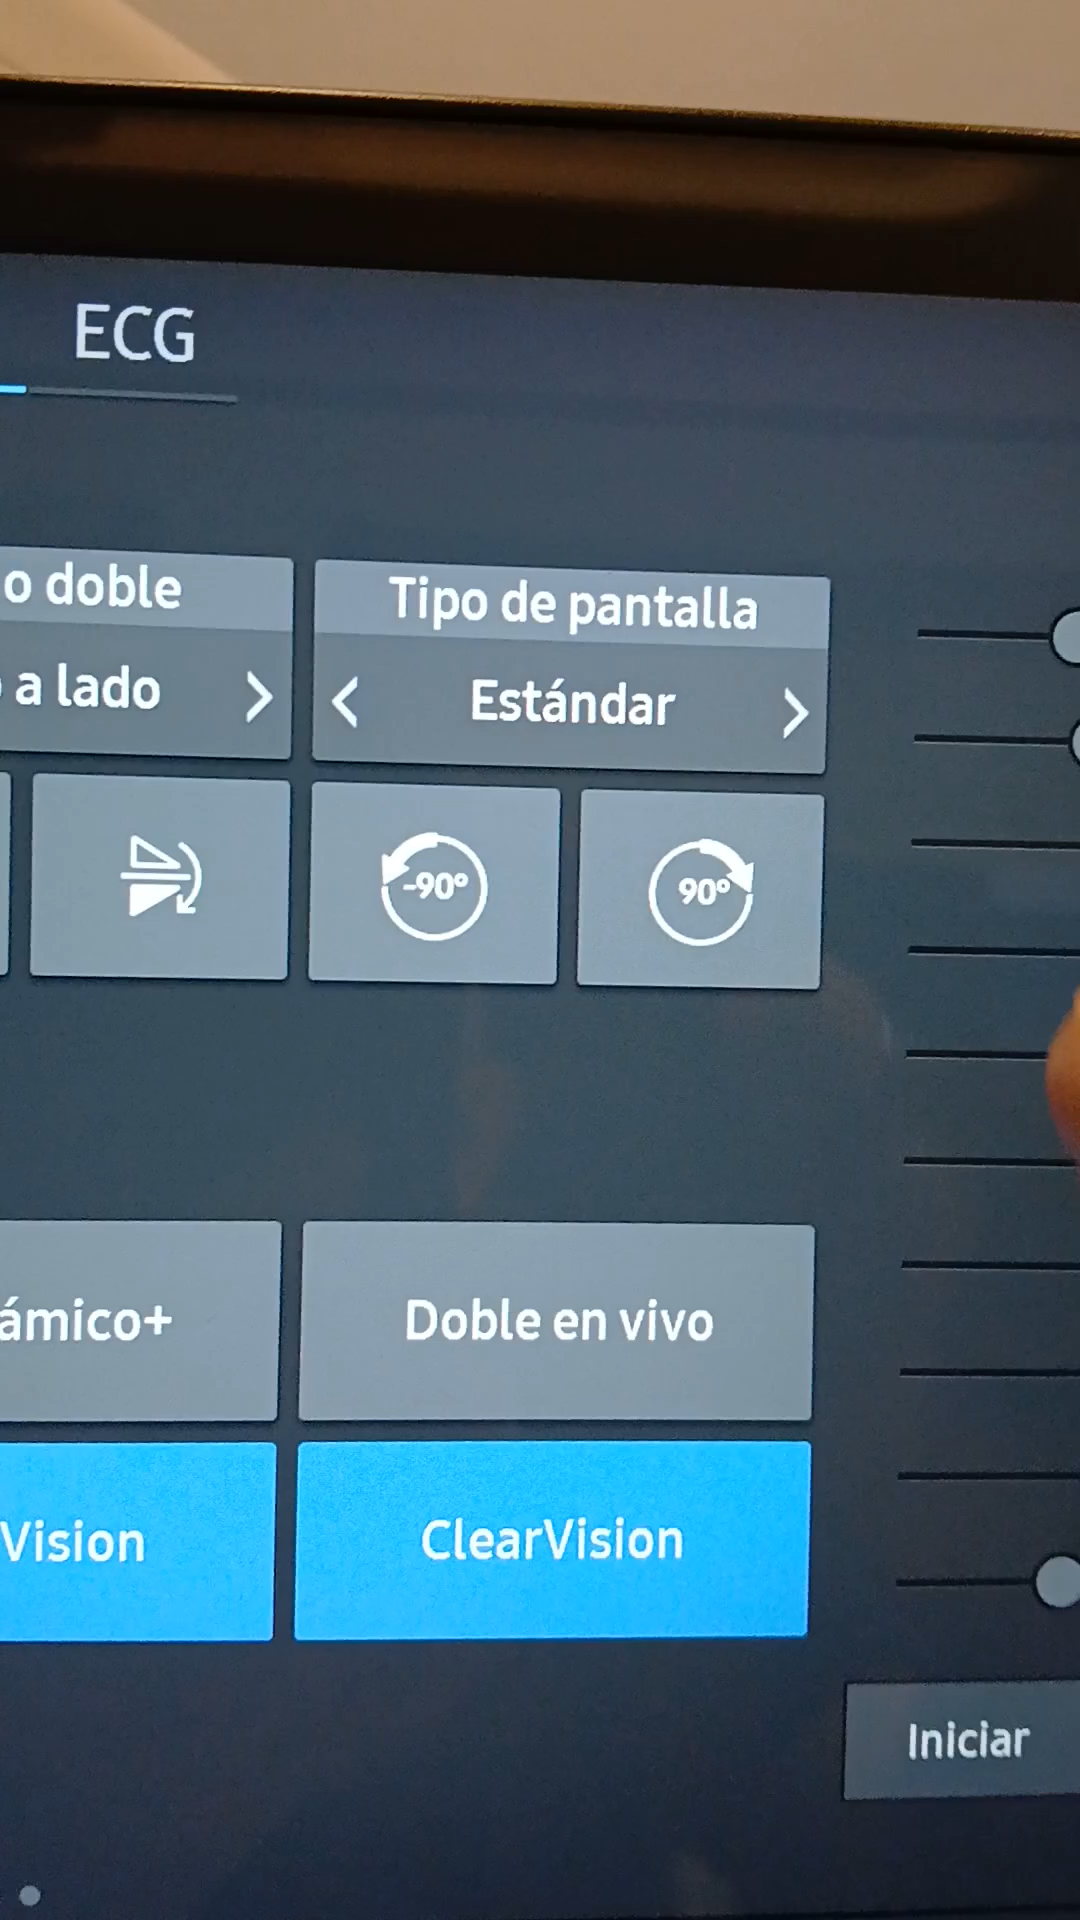 ECG
o doble
Tipo de pantalla
a lado
Estándar
-90°
90°
ámico+
Doble en vivo
Vision
ClearVision
Iniciar